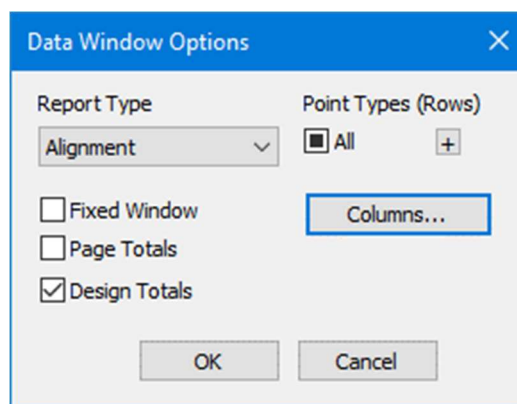 Data Window Options
Report Type
Point Types (Rows)
Alignment
All
+
Fixed Window
Columns...
Page Totals
Design Totals
OK
Cancel